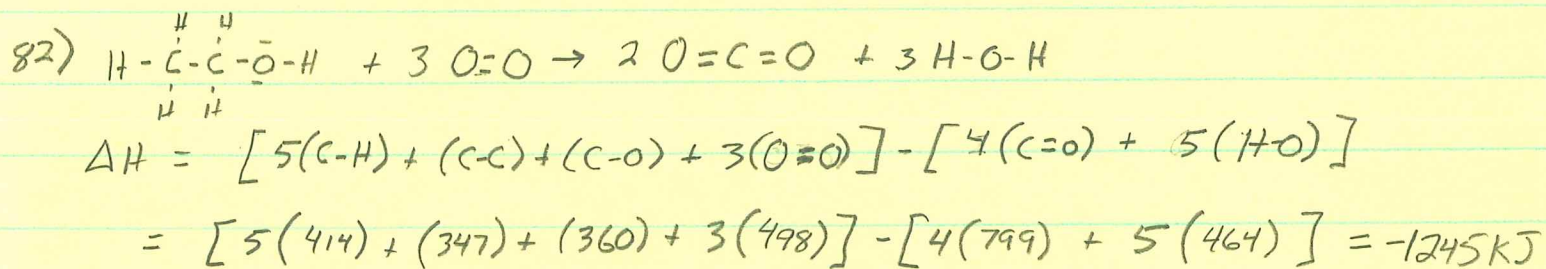 H H
82) H-C-C-O-H + 3 O=O → 2 O=C=O + 3 H-O-H
H H
ΔH = [5(C-H) + (C-C) + (C-O) + 3(O=O)] - [4(C=O) + 5(H-O)]
= [5(414) + (347) + (360) + 3(498)] - [4(799) + 5(464)] = -1245 KJ